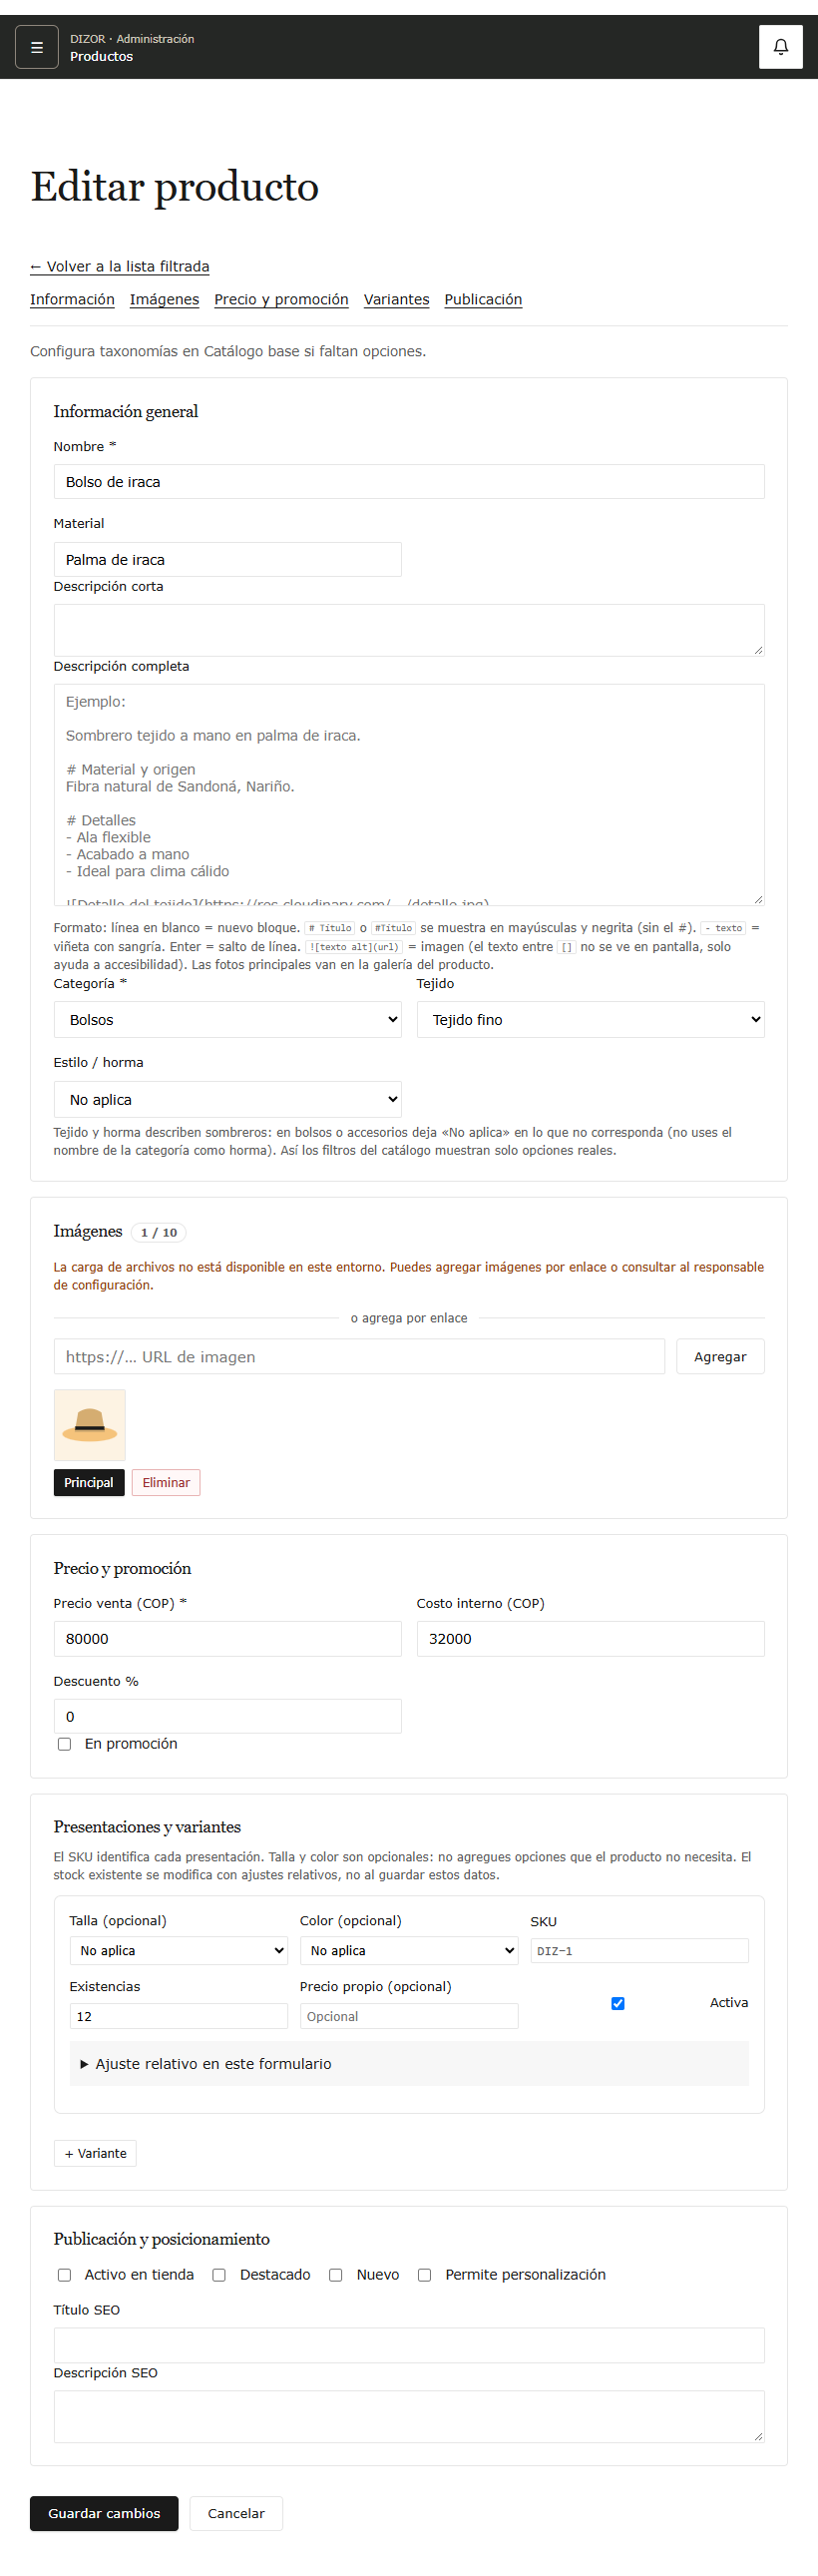 ☰
DIZOR · Administración
Productos
Editar producto
← Volver a la lista filtrada
Información Imágenes Precio y promoción Variantes Publicación
Configura taxonomías en Catálogo base si faltan opciones.
Información general
Nombre *
Bolso de iraca
Material
Palma de iraca
Descripción corta
Descripción completa
Ejemplo:
Sombrero tejido a mano en palma de iraca.
# Material y origen
Fibra natural de Sandoná, Nariño.
# Detalles
- Ala flexible
- Acabado a mano
- Ideal para clima cálido
![Detalle del tejido](https://res.cloudinary.com/.../detalle.jpg)
Formato: línea en blanco = nuevo bloque. # Título o #Título se muestra en mayúsculas y negrita (sin el #). - texto =
viñeta con sangría. Enter = salto de línea. ![texto alt](url) = imagen (el texto entre [] no se ve en pantalla, solo
ayuda a accesibilidad). Las fotos principales van en la galería del producto.
Categoría * Tejido
Bolsos Tejido fino
Estilo / horma
No aplica
Tejido y horma describen sombreros: en bolsos o accesorios deja «No aplica» en lo que no corresponda (no uses el
nombre de la categoría como horma). Así los filtros del catálogo muestran solo opciones reales.
Imágenes 1 / 10
La carga de archivos no está disponible en este entorno. Puedes agregar imágenes por enlace o consultar al responsable
de configuración.
o agrega por enlace
https://... URL de imagen Agregar
Principal Eliminar
Precio y promoción
Precio venta (COP) * Costo interno (COP)
80000 32000
Descuento %
0
En promoción
Presentaciones y variantes
El SKU identifica cada presentación. Talla y color son opcionales: no agregues opciones que el producto no necesita. El
stock existente se modifica con ajustes relativos, no al guardar estos datos.
Talla (opcional) Color (opcional) SKU
No aplica No aplica DIZ-1
Existencias Precio propio (opcional)
12 Opcional Activa
▶ Ajuste relativo en este formulario
+ Variante
Publicación y posicionamiento
Activo en tienda Destacado Nuevo Permite personalización
Título SEO
Descripción SEO
Guardar cambios Cancelar